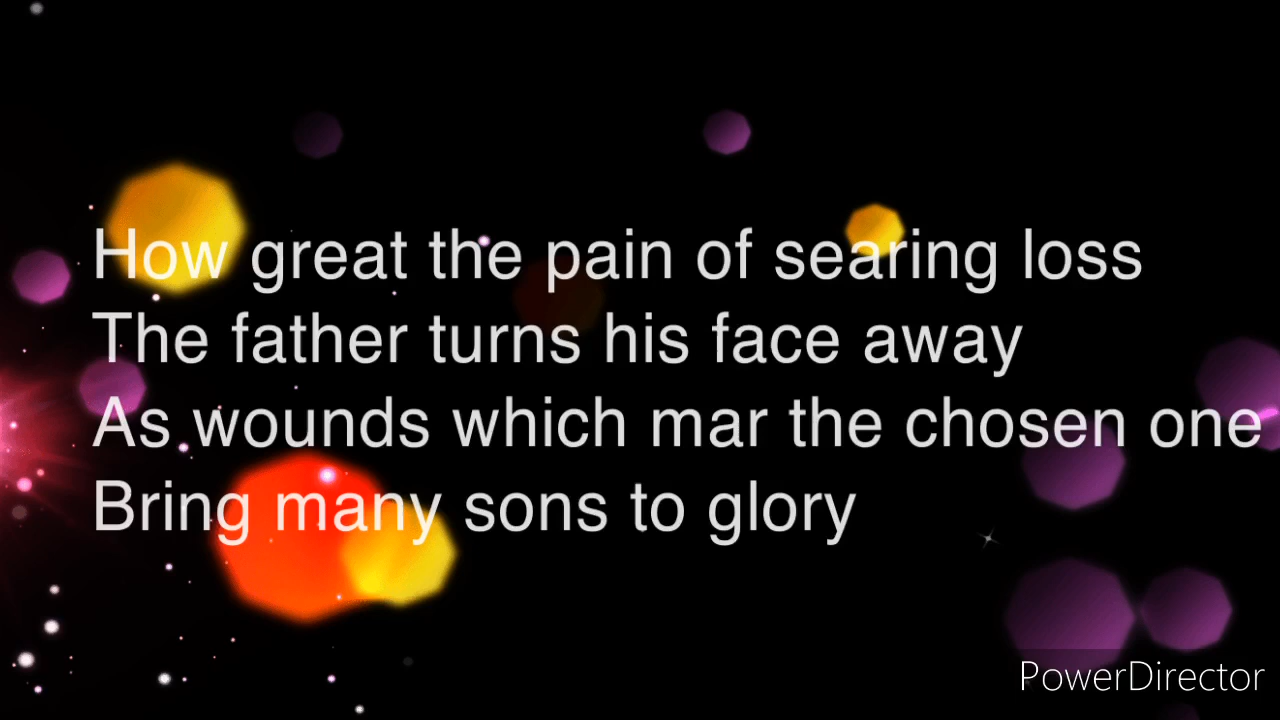 How great the pain of searing loss
The father turns his face away
As wounds which mar the chosen one
Bring many sons to glory
PowerDirector